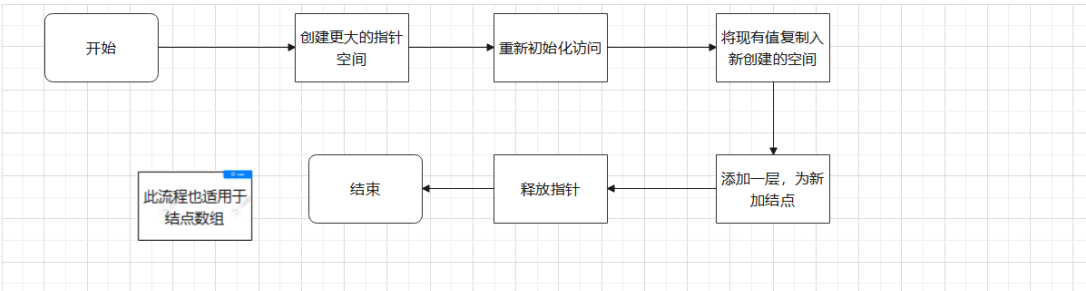 开始
创建更大的指针
空间
重新初始化访问
将现有值复制入
新创建的空间
添加一层，为新
加结点
释放指针
结束
此流程也适用于
结点数组